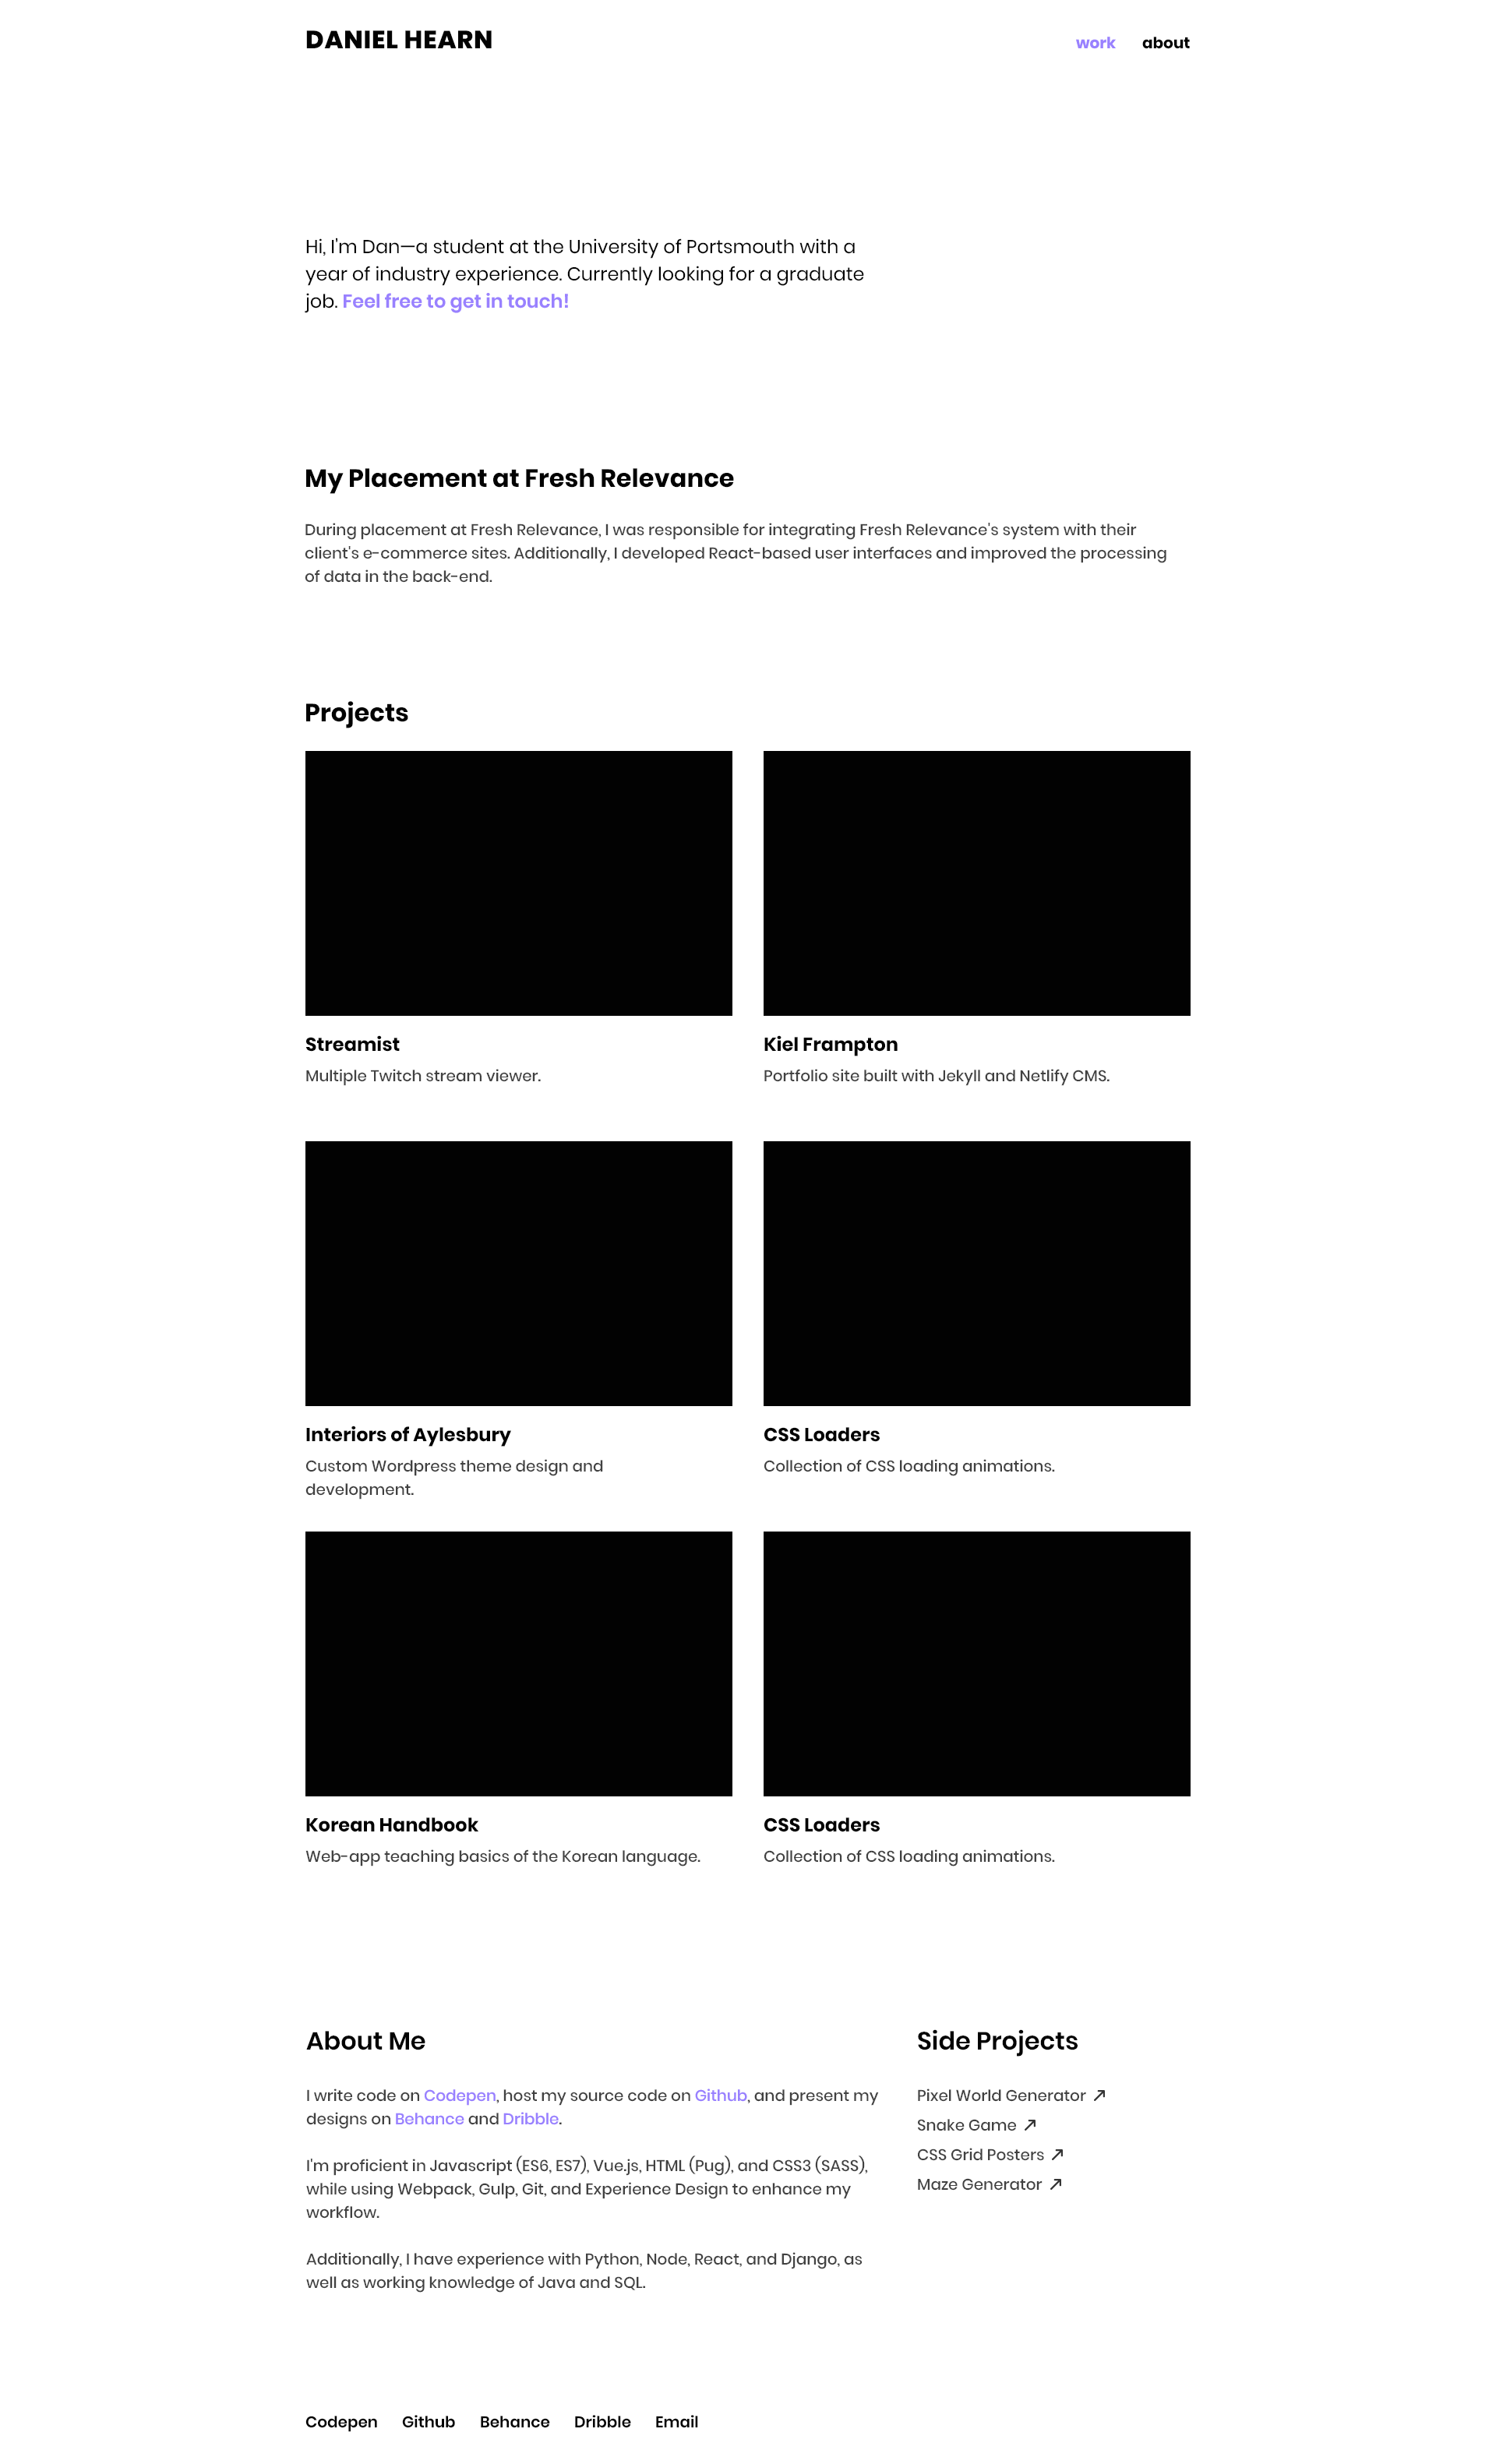 DANIEL HEARN
work about
Hi, I'm Dan—a student at the University of Portsmouth with a
year of industry experience. Currently looking for a graduate
job. Feel free to get in touch!
My Placement at Fresh Relevance
During placement at Fresh Relevance, I was responsible for integrating Fresh Relevance's system with their
client's e-commerce sites. Additionally, I developed React-based user interfaces and improved the processing
of data in the back-end.
Projects
Streamist
Multiple Twitch stream viewer.
Kiel Frampton
Portfolio site built with Jekyll and Netlify CMS.
Interiors of Aylesbury
Custom Wordpress theme design and
development.
CSS Loaders
Collection of CSS loading animations.
Korean Handbook
Web-app teaching basics of the Korean language.
CSS Loaders
Collection of CSS loading animations.
About Me
I write code on Codepen, host my source code on Github, and present my
designs on Behance and Dribble.
I'm proficient in Javascript (ES6, ES7), Vue.js, HTML (Pug), and CSS3 (SASS),
while using Webpack, Gulp, Git, and Experience Design to enhance my
workflow.
Additionally, I have experience with Python, Node, React, and Django, as
well as working knowledge of Java and SQL.
Side Projects
Pixel World Generator
Snake Game
CSS Grid Posters
Maze Generator
Codepen Github Behance Dribble Email